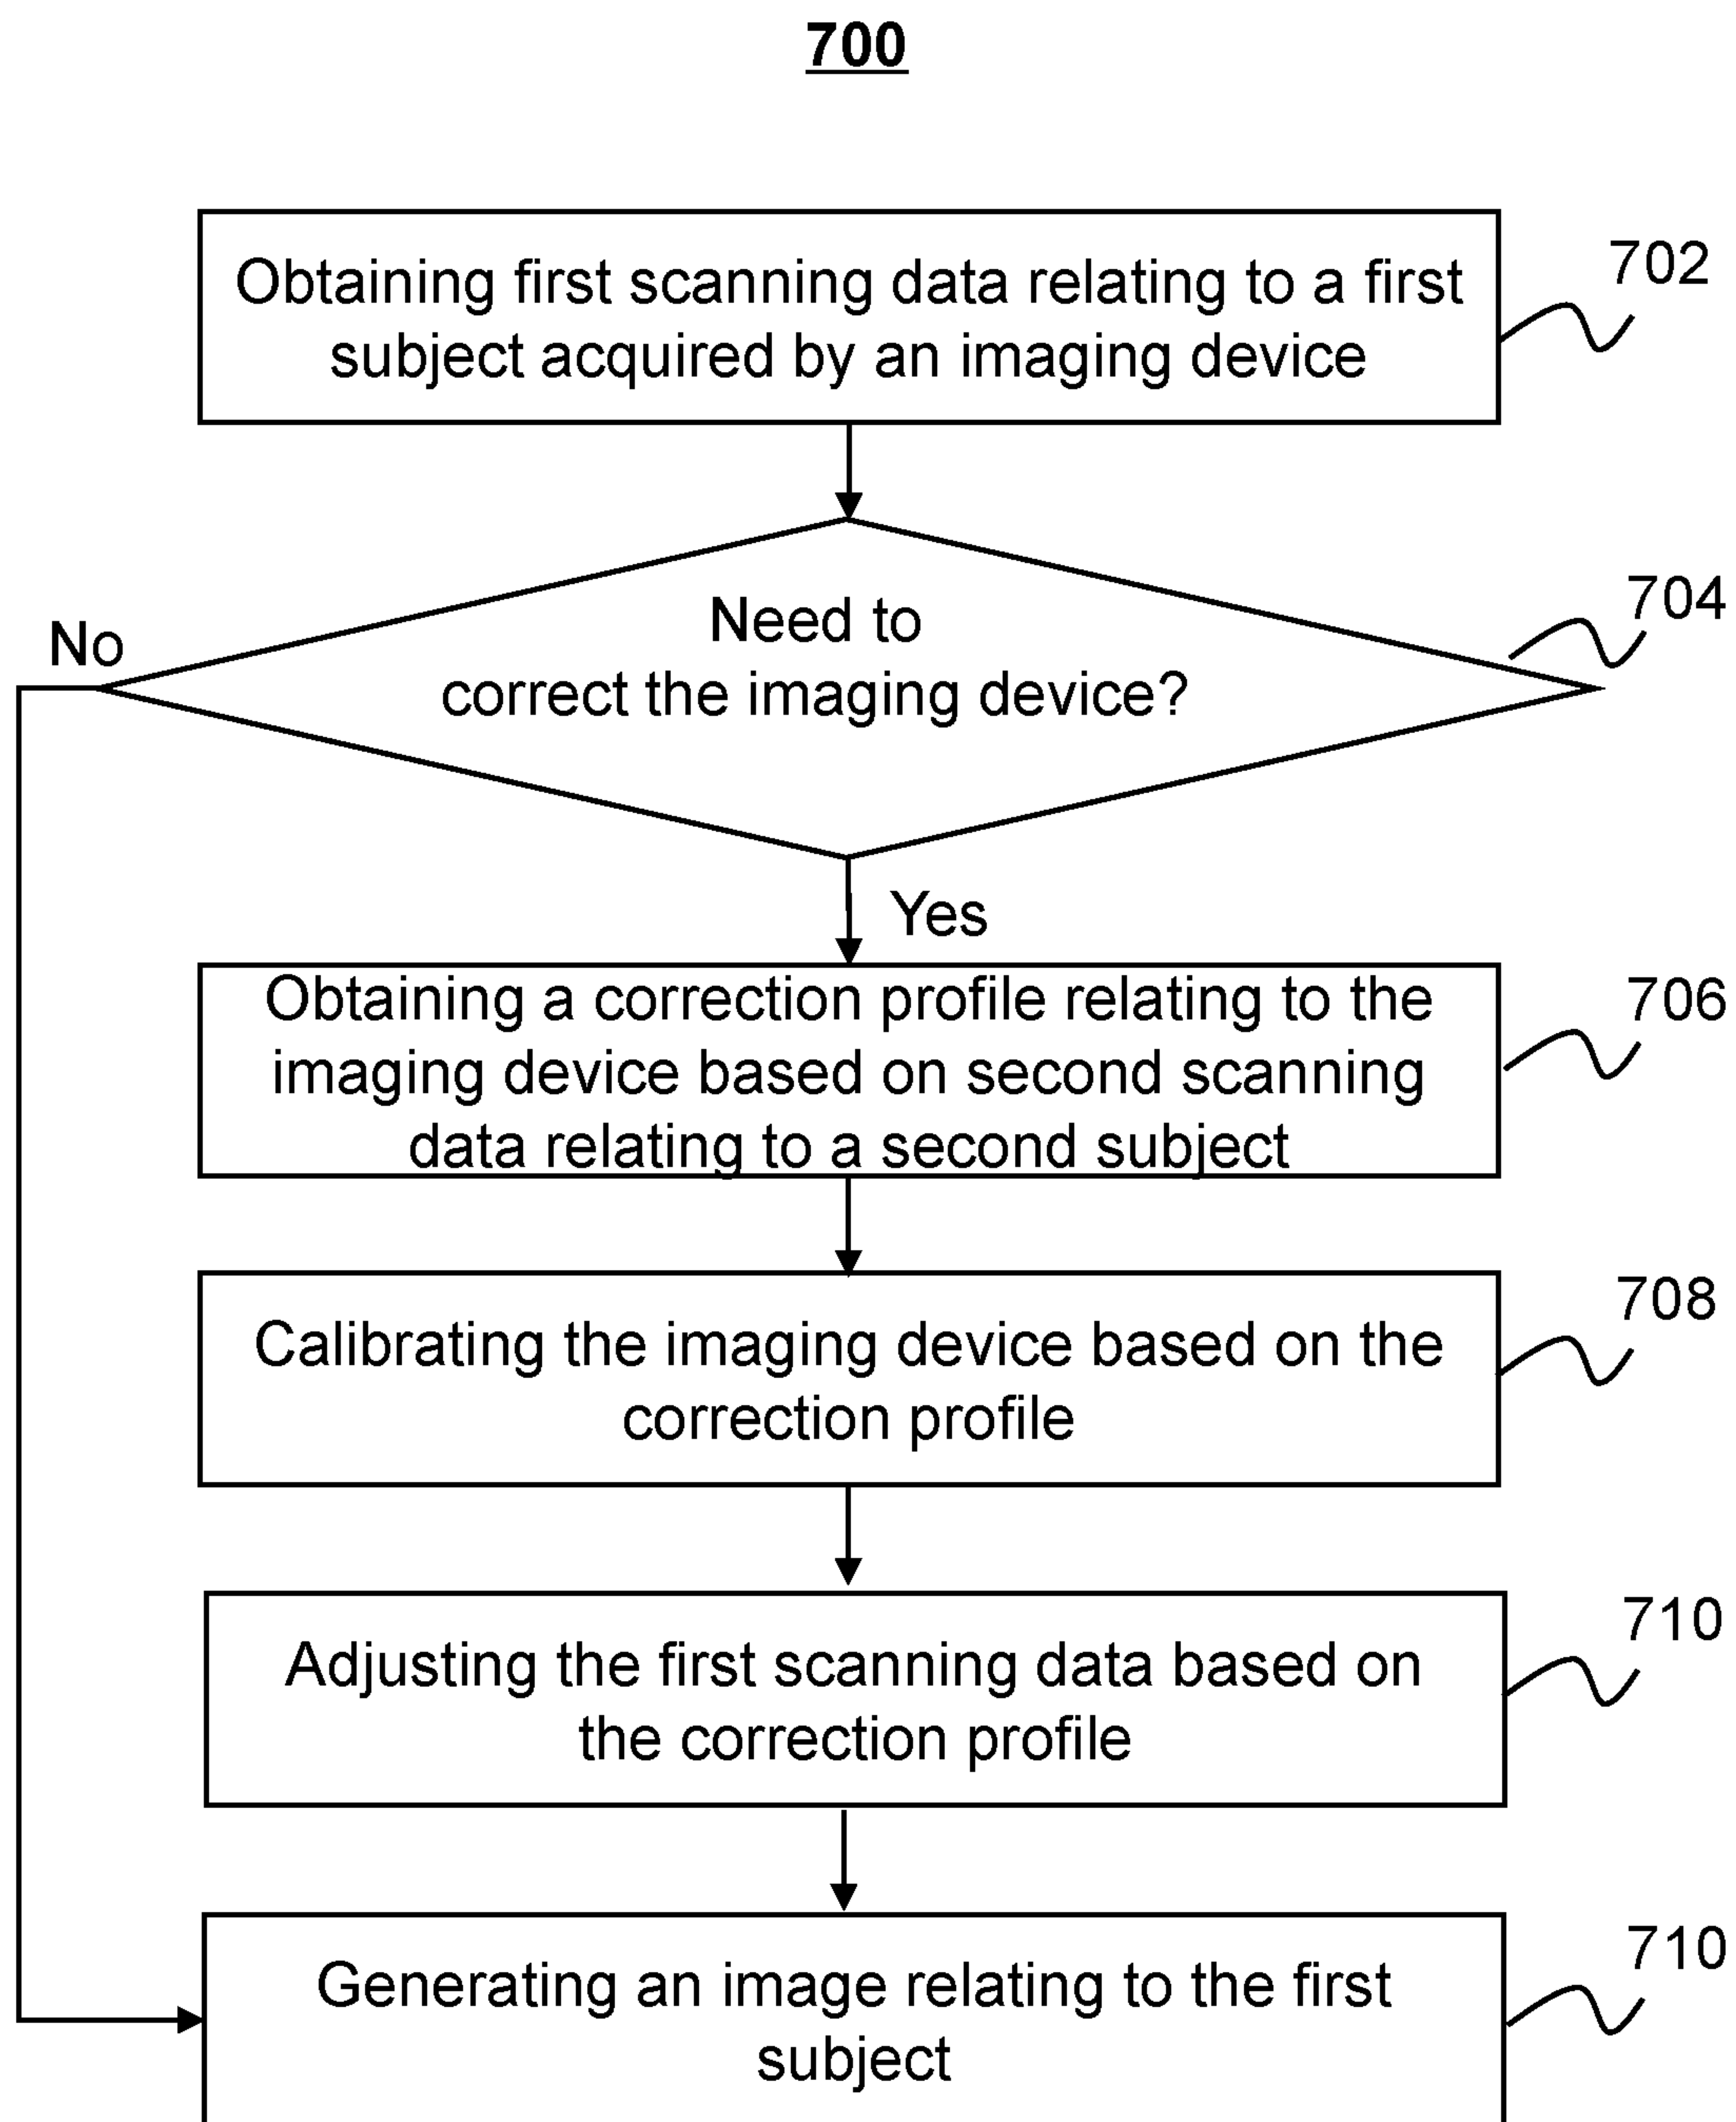 700
Obtaining first scanning data relating to a first
subject acquired by an imaging device
702
Need to
correct the imaging device?
704
No
Yes
Obtaining a correction profile relating to the
imaging device based on second scanning
data relating to a second subject
706
Calibrating the imaging device based on the
correction profile
708
Adjusting the first scanning data based on
the correction profile
710
Generating an image relating to the first
subject
710